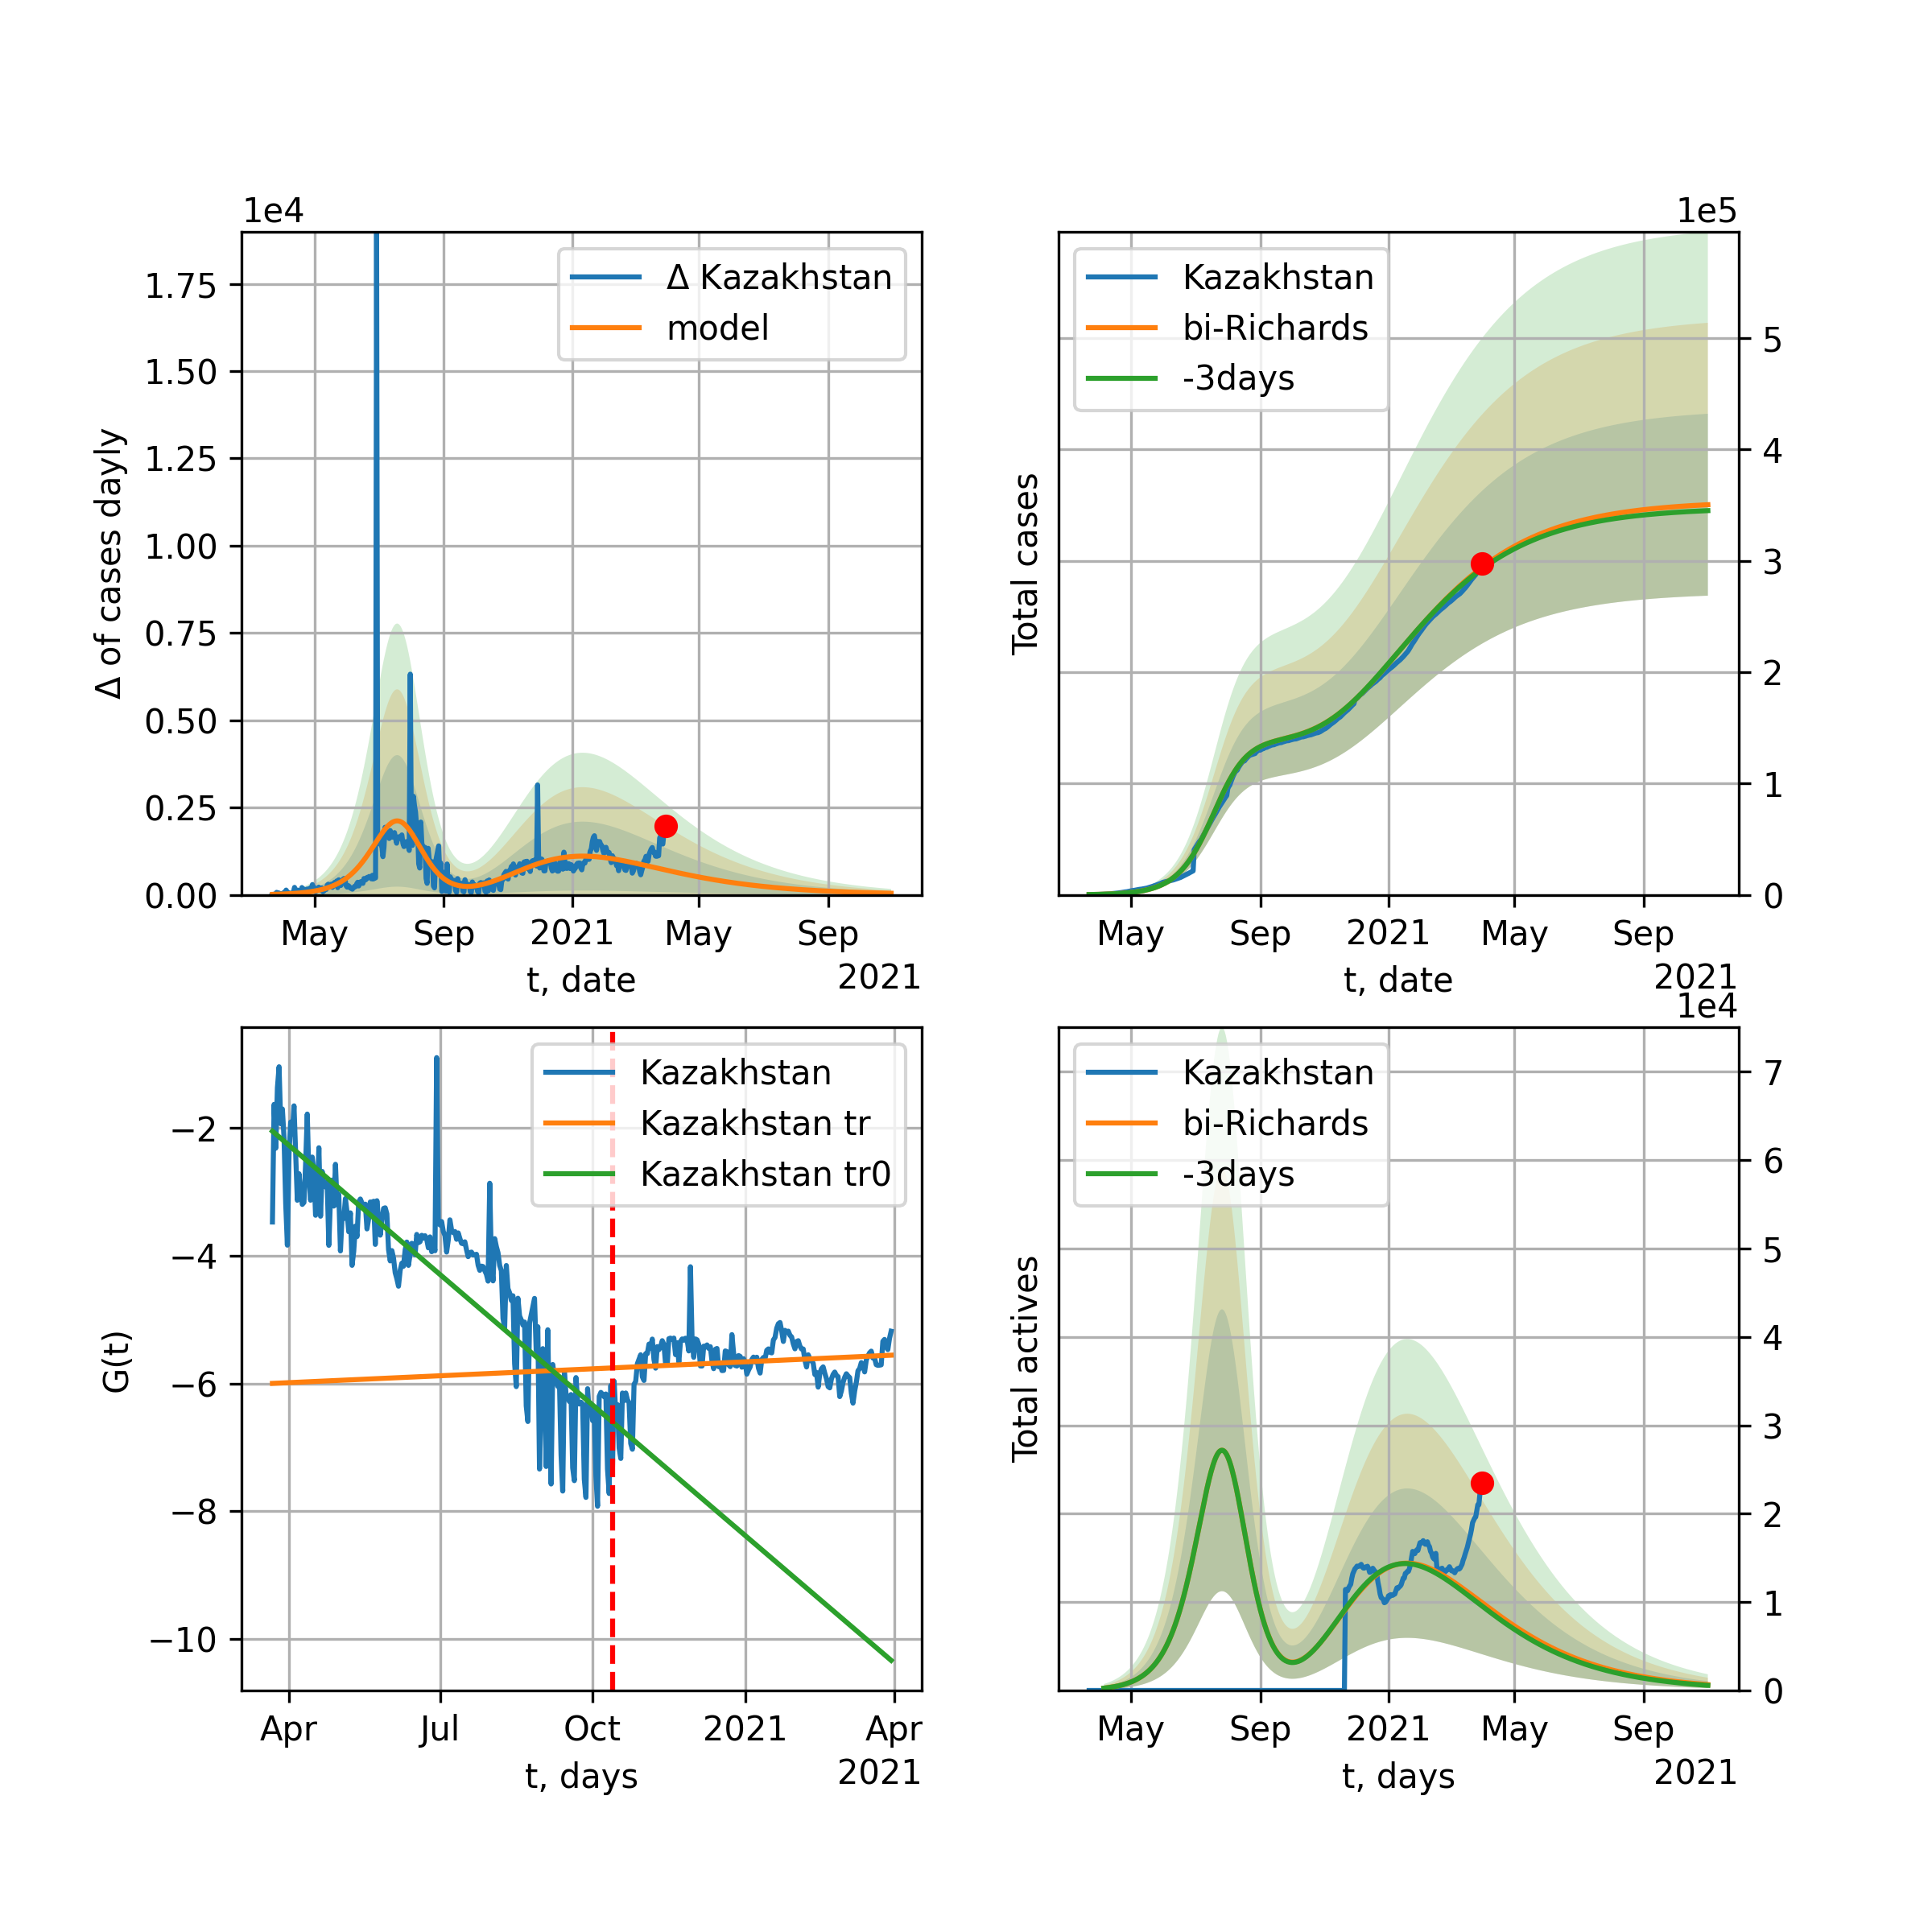 1e4
Δ of cases dayly
1.75
1.50
1.25
1.00
0.75
0.50
0.25
0.00
Δ Kazakhstan
model
May Sep 2021 May Sep
2021
t, date
1e5
Total cases
Kazakhstan
bi-Richards
-3days
5
4
3
2
1
0
May Sep 2021 May Sep
2021
t, date
G(t)
−2
−4
−6
−8
−10
Kazakhstan
Kazakhstan tr
Kazakhstan tr0
Apr Jul Oct 2021 Apr
2021
t, days
1e4
Total actives
Kazakhstan
bi-Richards
-3days
7
6
5
4
3
2
1
0
May Sep 2021 May Sep
2021
t, days